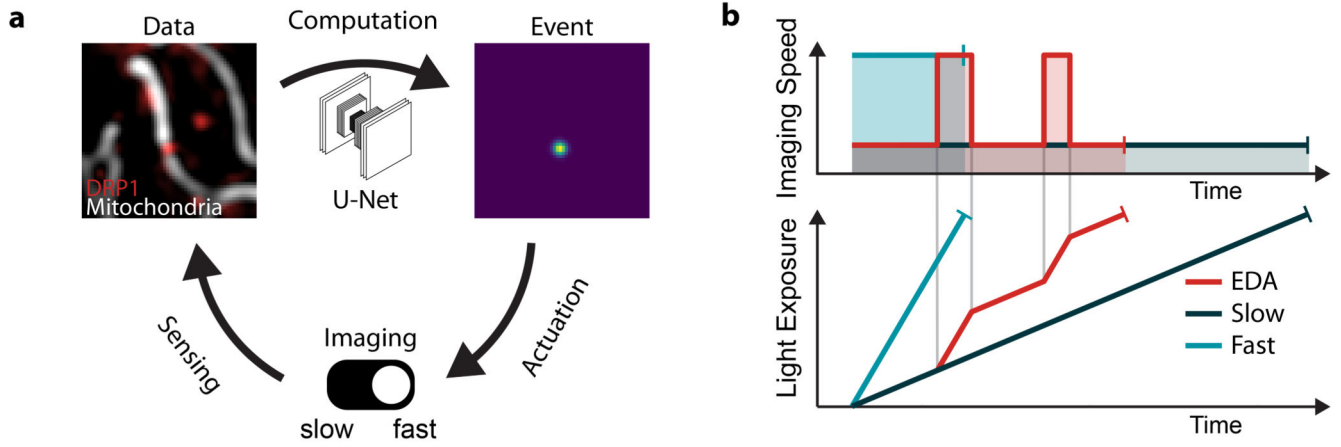 a
Data
Computation
Event
DRP1
Mitochondria
U-Net
Sensing
Actuation
Imaging
slow fast
b
Imaging Speed
Time
Light Exposure
EDA
Slow
Fast
Time